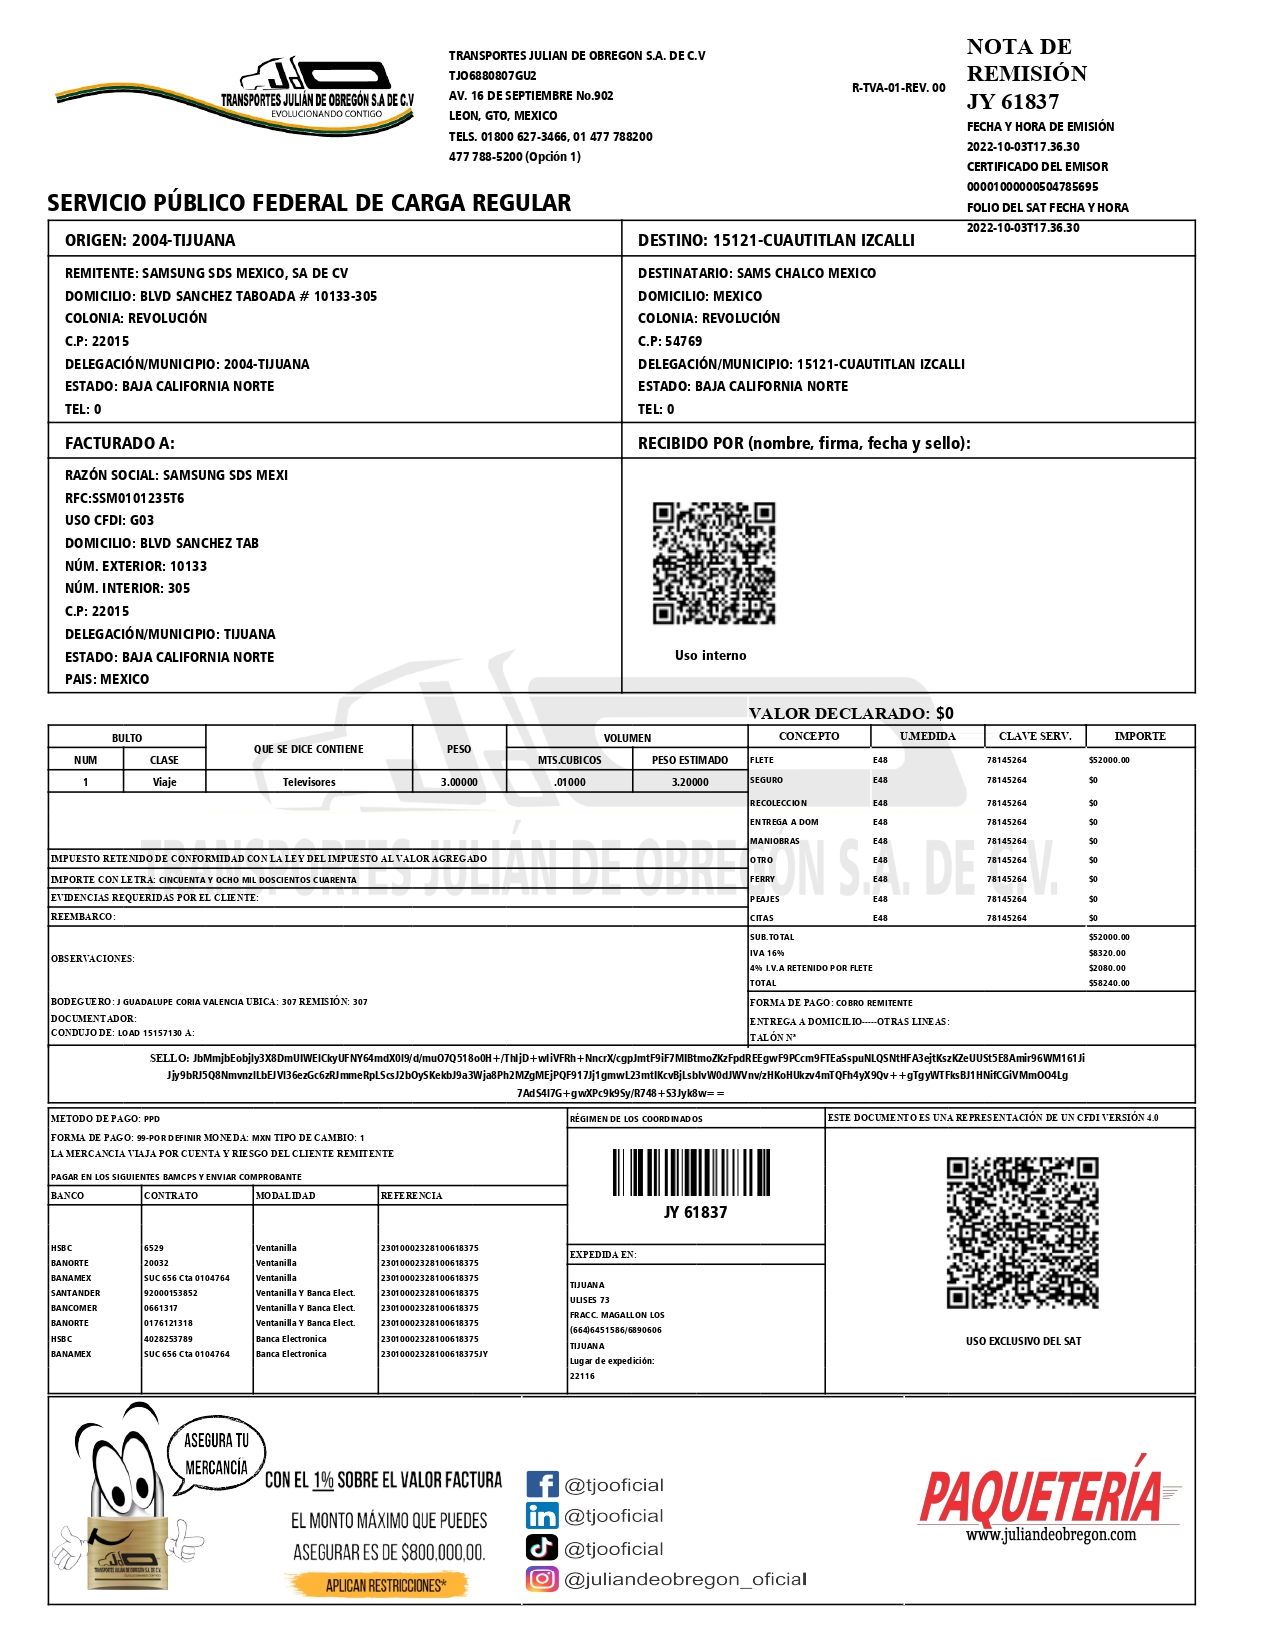 TRANSPORTES JULIÁN DE OBREGÓN S.A DE C.V
EVOLUCIONANDO CONTIGO
TRANSPORTES JULIAN DE OBREGON S.A. DE C.V
TJO6880807GU2
AV. 16 DE SEPTIEMBRE No.902
LEON, GTO, MEXICO
TELS. 01800 627-3466, 01 477 788200
477 788-5200 (Opción 1)
R-TVA-01-REV. 00
NOTA DE
REMISIÓN
JY 61837
FECHA Y HORA DE EMISIÓN
2022-10-03T17.36.30
CERTIFICADO DEL EMISOR
00001000000504785695
FOLIO DEL SAT FECHA Y HORA
2022-10-03T17.36.30
SERVICIO PÚBLICO FEDERAL DE CARGA REGULAR
ORIGEN: 2004-TIJUANA
REMITENTE: SAMSUNG SDS MEXICO, SA DE CV
DOMICILIO: BLVD SANCHEZ TABOADA # 10133-305
COLONIA: REVOLUCIÓN
C.P: 22015
DELEGACIÓN/MUNICIPIO: 2004-TIJUANA
ESTADO: BAJA CALIFORNIA NORTE
TEL: 0
DESTINO: 15121-CUAUTITLAN IZCALLI
DESTINATARIO: SAMS CHALCO MEXICO
DOMICILIO: MEXICO
COLONIA: REVOLUCIÓN
C.P: 54769
DELEGACIÓN/MUNICIPIO: 15121-CUAUTITLAN IZCALLI
ESTADO: BAJA CALIFORNIA NORTE
TEL: 0
FACTURADO A:
RAZÓN SOCIAL: SAMSUNG SDS MEXI
RFC:SSM0101235T6
USO CFDI: G03
DOMICILIO: BLVD SANCHEZ TAB
NÚM. EXTERIOR: 10133
NÚM. INTERIOR: 305
C.P: 22015
DELEGACIÓN/MUNICIPIO: TIJUANA
ESTADO: BAJA CALIFORNIA NORTE
PAIS: MEXICO
RECIBIDO POR (nombre, firma, fecha y sello):
Uso interno
VALOR DECLARADO: $0
BULTO QUE SE DICE CONTIENE PESO VOLUMEN
NUM CLASE MTS.CUBICOS PESO ESTIMADO
1 Viaje Televisores 3.00000 .01000 3.20000
CONCEPTO U.MEDIDA CLAVE SERV. IMPORTE
FLETE E48 78145264 $52000.00
SEGURO E48 78145264 $0
RECOLECCION E48 78145264 $0
ENTREGA A DOM E48 78145264 $0
MANIOBRAS E48 78145264 $0
OTRO E48 78145264 $0
FERRY E48 78145264 $0
PEAJES E48 78145264 $0
CITAS E48 78145264 $0
SUB.TOTAL $52000.00
IVA 16% $8320.00
4% I.V.A RETENIDO POR FLETE $2080.00
TOTAL $58240.00
TRANSPORTES JULIÁN DE OBREGÓN S.A. DE C.V.
IMPUESTO RETENIDO DE CONFORMIDAD CON LA LEY DEL IMPUESTO AL VALOR AGREGADO
IMPORTE CON LETRA: CINCUENTA Y OCHO MIL DOSCIENTOS CUARENTA
EVIDENCIAS REQUERIDAS POR EL CLIENTE:
REEMBARCO:
OBSERVACIONES:
BODEGUERO: J GUADALUPE CORIA VALENCIA UBICA: 307 REMISIÓN: 307
DOCUMENTADOR:
CONDUJO DE: LOAD 15157130 A:
FORMA DE PAGO: COBRO REMITENTE
ENTREGA A DOMICILIO-----OTRAS LINEAS:
TALÓN Nª
SELLO: JbMmjbEobjly3X8DmUlWEICkyUFNY64mdX0I9/d/muO7Q518o0H+/ThIjD+wIiVFRh+NncrX/cgpJmtF9iF7MIBtmoZKzFpdREEgwF9PCcm9FTEaSspuNLQSNtHFA3ejtKszKZeUUSt5E8Amir96WM161Ji
Jjy9bRJ5Q8NmvnzILbEJVI36ezGc6zRJmmeRpLScsJ2bOySKekbJ9a3Wja8Ph2MZgMEjPQF917Jj1gmwL23mtIKcvBjLsblvW0dJWVnv/zHKoHUkzv4mTQFh4yX9Qv++gTgyWTFksBJ1HNifCGiVMmOO4Lg
7AdS4I7G+gwXPc9k9Sy/R748+S3Jyk8w==
METODO DE PAGO: PPD
FORMA DE PAGO: 99-POR DEFINIR MONEDA: MXN TIPO DE CAMBIO: 1
LA MERCANCIA VIAJA POR CUENTA Y RIESGO DEL CLIENTE REMITENTE
PAGAR EN LOS SIGUIENTES BAMCPS Y ENVIAR COMPROBANTE
BANCO CONTRATO MODALIDAD REFERENCIA
HSBC 6529 Ventanilla 23010002328100618375
BANORTE 20032 Ventanilla 23010002328100618375
BANAMEX SUC 656 Cta 0104764 Ventanilla 23010002328100618375
SANTANDER 92000153852 Ventanilla Y Banca Elect. 23010002328100618375
BANCOMER 0661317 Ventanilla Y Banca Elect. 23010002328100618375
BANORTE 0176121318 Ventanilla Y Banca Elect. 23010002328100618375
HSBC 4028253789 Banca Electronica 23010002328100618375
BANAMEX SUC 656 Cta 0104764 Banca Electronica 23010002328100618375JY
RÉGIMEN DE LOS COORDINADOS
JY 61837
EXPEDIDA EN:
TIJUANA
ULISES 73
FRACC. MAGALLON LOS
(664)6451586/6890606
TIJUANA
Lugar de expedición:
22116
ESTE DOCUMENTO ES UNA REPRESENTACIÓN DE UN CFDI VERSIÓN 4.0
USO EXCLUSIVO DEL SAT
ASEGURA TU
MERCANCÍA
CON EL 1% SOBRE EL VALOR FACTURA
EL MONTO MÁXIMO QUE PUEDES
ASEGURAR ES DE $800,000,00.
APLICAN RESTRICCIONES*
@tjooficial
@tjooficial
@tjooficial
@juliandeobregon_oficial
PAQUETERÍA
www.juliandeobregon.com